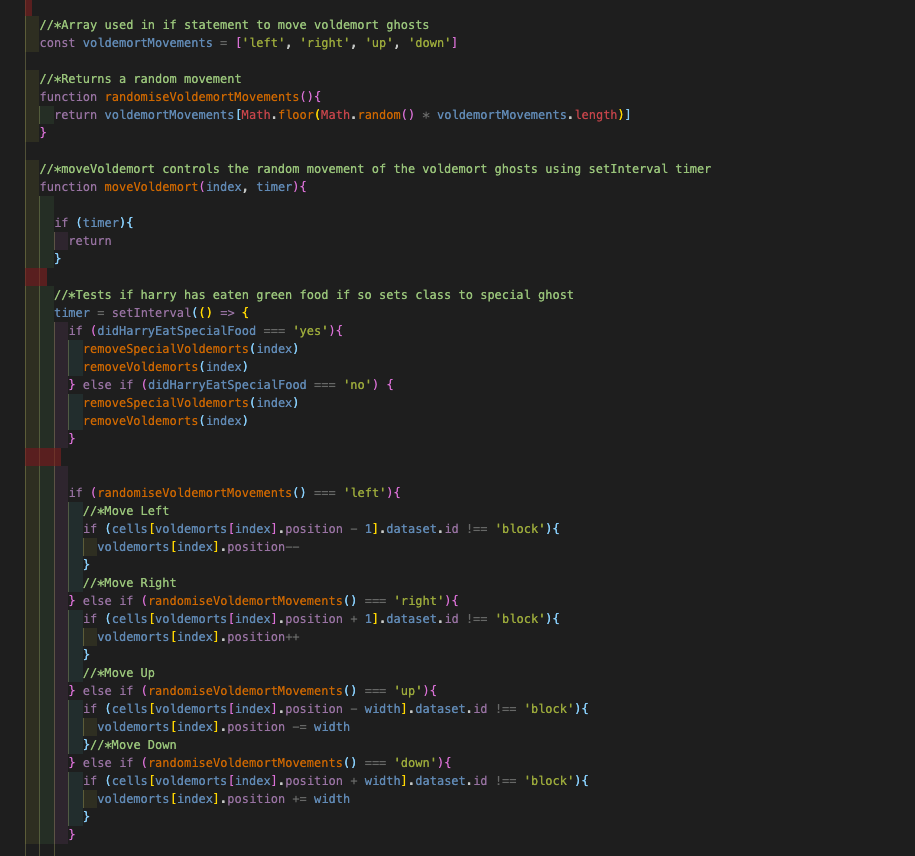 //*Array used in if statement to move voldemort ghosts
const voldemortMovements = ['left', 'right', 'up', 'down']
//*Returns a random movement
function randomiseVoldemortMovements(){
return voldemortMovements[Math.floor(Math.random() * voldemortMovements.length)]
}
//*moveVoldemort controls the random movement of the voldemort ghosts using setInterval timer
function moveVoldemort(index, timer){
if (timer){
return
}
//*Tests if harry has eaten green food if so sets class to special ghost
timer = setInterval(() => {
if (didHarryEatSpecialFood === 'yes'){
removeSpecialVoldemorts(index)
removeVoldemorts(index)
} else if (didHarryEatSpecialFood === 'no') {
removeSpecialVoldemorts(index)
removeVoldemorts(index)
}
if (randomiseVoldemortMovements() === 'left'){
//*Move Left
if (cells[voldemorts[index].position - 1].dataset.id !== 'block'){
voldemorts[index].position--
}
//*Move Right
} else if (randomiseVoldemortMovements() === 'right'){
if (cells[voldemorts[index].position + 1].dataset.id !== 'block'){
voldemorts[index].position++
}
//*Move Up
} else if (randomiseVoldemortMovements() === 'up'){
if (cells[voldemorts[index].position - width].dataset.id !== 'block'){
voldemorts[index].position -= width
}//*Move Down
} else if (randomiseVoldemortMovements() === 'down'){
if (cells[voldemorts[index].position + width].dataset.id !== 'block'){
voldemorts[index].position += width
}
}